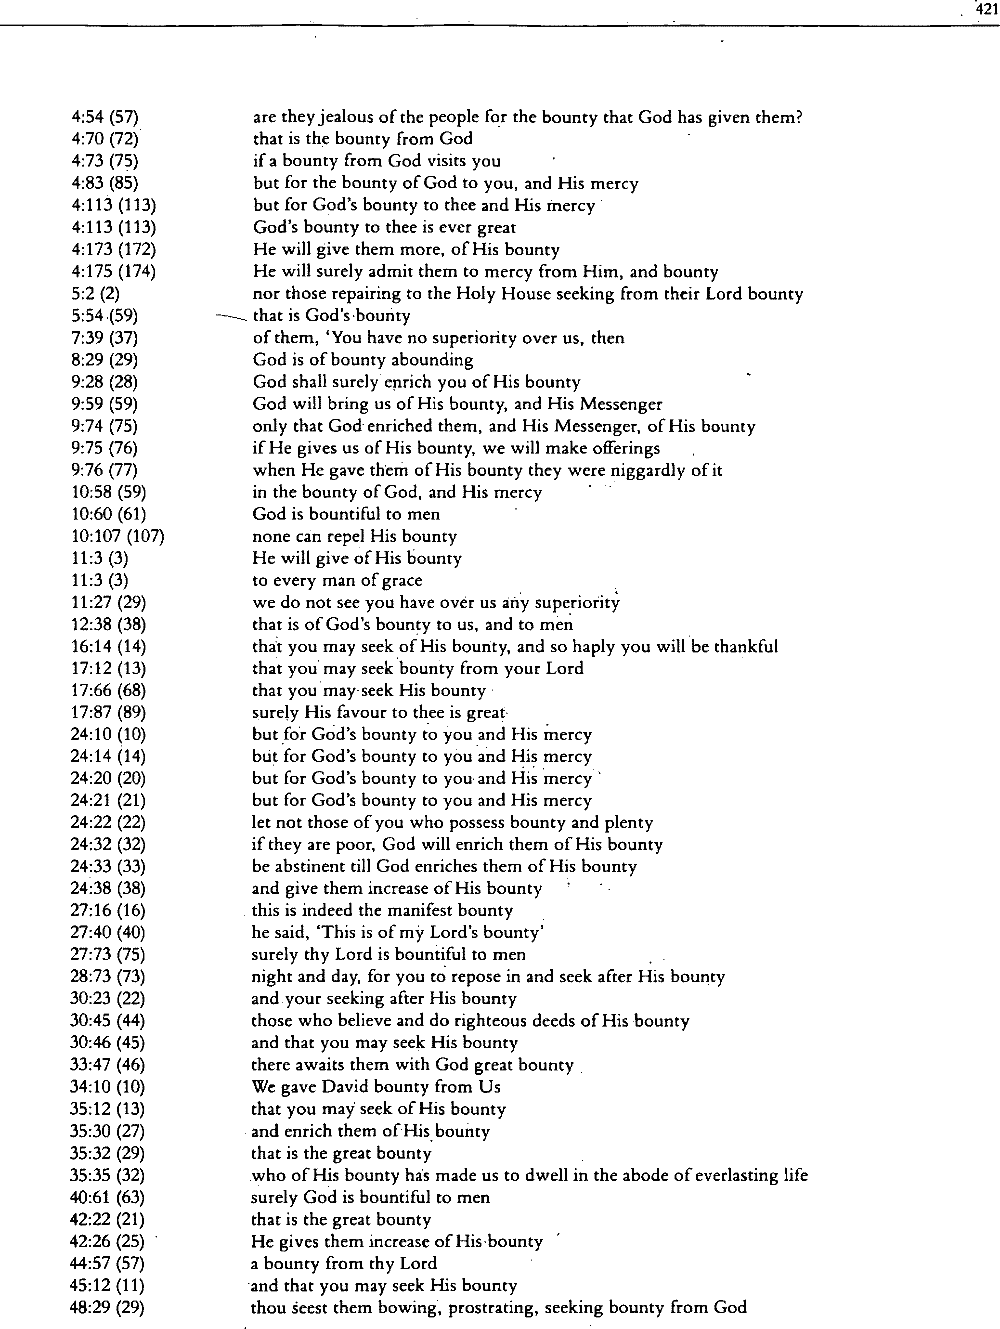 421
4:54 (57) are they jealous of the people for the bounty that God has given them?
4:70 (72) that is the bounty from God
4:73 (75) if a bounty from God visits you
4:83 (85) but for the bounty of God to you, and His mercy
4:113 (113) but for God's bounty to thee and His mercy
4:113 (113) God's bounty to thee is ever great
4:173 (172) He will give them more, of His bounty
4:175 (174) He will surely admit them to mercy from Him, and bounty
5:2 (2) nor those repairing to the Holy House seeking from their Lord bounty
5:54 (59) that is God's bounty
7:39 (37) of them, 'You have no superiority over us, then
8:29 (29) God is of bounty abounding
9:28 (28) God shall surely enrich you of His bounty
9:59 (59) God will bring us of His bounty, and His Messenger
9:74 (75) only that God enriched them, and His Messenger, of His bounty
9:75 (76) if He gives us of His bounty, we will make offerings
9:76 (77) when He gave them of His bounty they were niggardly of it
10:58 (59) in the bounty of God, and His mercy
10:60 (61) God is bountiful to men
10:107 (107) none can repel His bounty
11:3 (3) He will give of His bounty
11:3 (3) to every man of grace
11:27 (29) we do not see you have over us any superiority
12:38 (38) that is of God's bounty to us, and to men
16:14 (14) that you may seek of His bounty, and so haply you will be thankful
17:12 (13) that you may seek bounty from your Lord
17:66 (68) that you may seek His bounty
17:87 (89) surely His favour to thee is great
24:10 (10) but for God's bounty to you and His mercy
24:14 (14) but for God's bounty to you and His mercy
24:20 (20) but for God's bounty to you and His mercy
24:21 (21) but for God's bounty to you and His mercy
24:22 (22) let not those of you who possess bounty and plenty
24:32 (32) if they are poor, God will enrich them of His bounty
24:33 (33) be abstinent till God enriches them of His bounty
24:38 (38) and give them increase of His bounty
27:16 (16) this is indeed the manifest bounty
27:40 (40) he said, 'This is of my Lord's bounty'
27:73 (75) surely thy Lord is bountiful to men
28:73 (73) night and day, for you to repose in and seek after His bounty
30:23 (22) and your seeking after His bounty
30:45 (44) those who believe and do righteous deeds of His bounty
30:46 (45) and that you may seek His bounty
33:47 (46) there awaits them with God great bounty
34:10 (10) We gave David bounty from Us
35:12 (13) that you may seek of His bounty
35:30 (27) and enrich them of His bounty
35:32 (29) that is the great bounty
35:35 (32) who of His bounty has made us to dwell in the abode of everlasting life
40:61 (63) surely God is bountiful to men
42:22 (21) that is the great bounty
42:26 (25) He gives them increase of His bounty
44:57 (57) a bounty from thy Lord
45:12 (11) and that you may seek His bounty
48:29 (29) thou seest them bowing, prostrating, seeking bounty from God